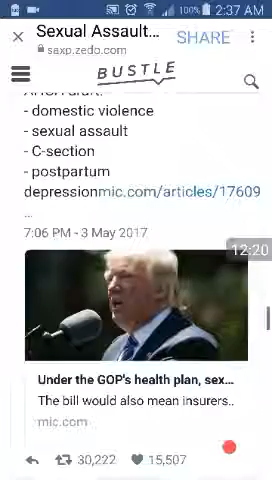 100% 2:37 AM
Sexual Assault...
SHARE
saxp.zedo.com
BUSTLE
- domestic violence
- sexual assault
- C-section
- postpartum
depressionmic.com/articles/17609
...
7:06 PM - 3 May 2017
12:20
Under the GOP's health plan, sex...
The bill would also mean insurers..
mic.com
30,222
15,507